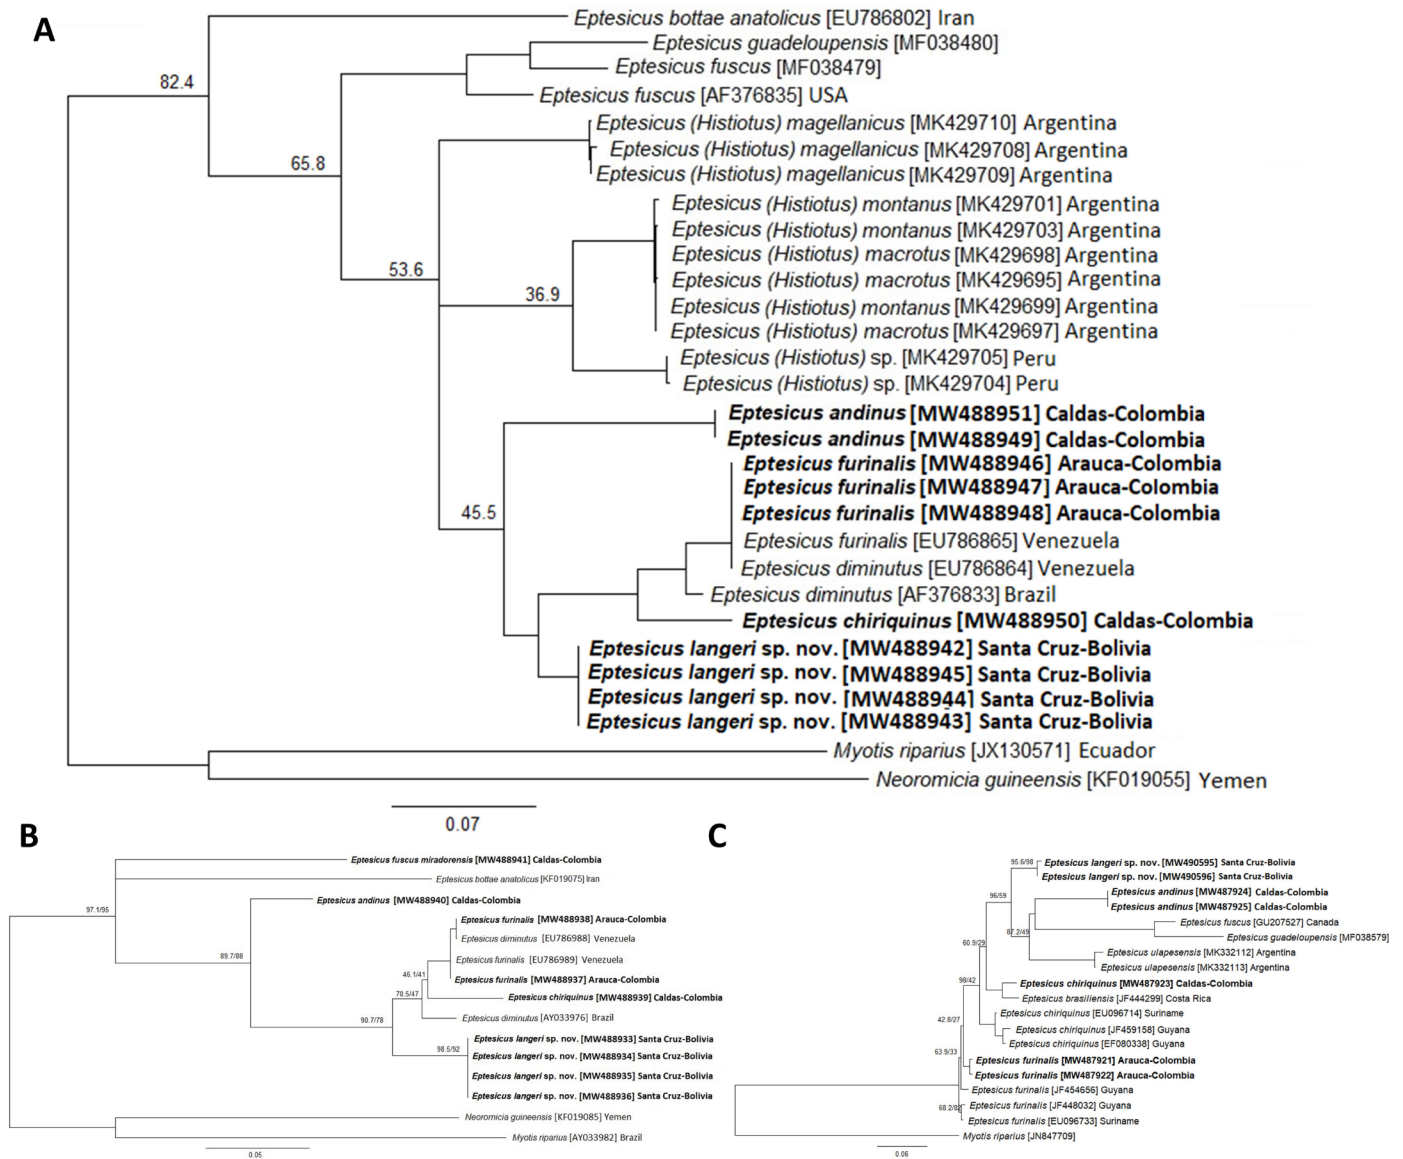 A
Eptesicus bottae anatolicus [EU786802] Iran
Eptesicus guadeloupensis [MF038480]
82.4
Eptesicus fuscus [MF038479]
Eptesicus fuscus [AF376835] USA
Eptesicus (Histiotus) magellanicus [MK429710] Argentina
65.8
Eptesicus (Histiotus) magellanicus [MK429708] Argentina
Eptesicus (Histiotus) magellanicus [MK429709] Argentina
Eptesicus (Histiotus) montanus [MK429701] Argentina
Eptesicus (Histiotus) montanus [MK429703] Argentina
Eptesicus (Histiotus) macrotus [MK429698] Argentina
53.6
Eptesicus (Histiotus) macrotus [MK429695] Argentina
36.9
Eptesicus (Histiotus) montanus [MK429699] Argentina
Eptesicus (Histiotus) macrotus [MK429697] Argentina
Eptesicus (Histiotus) sp. [MK429705] Peru
Eptesicus (Histiotus) sp. [MK429704] Peru
Eptesicus andinus [MW488951] Caldas-Colombia
Eptesicus andinus [MW488949] Caldas-Colombia
Eptesicus furinalis [MW488946] Arauca-Colombia
Eptesicus furinalis [MW488947] Arauca-Colombia
45.5
Eptesicus furinalis [MW488948] Arauca-Colombia
Eptesicus furinalis [EU786865] Venezuela
Eptesicus diminutus [EU786864] Venezuela
Eptesicus diminutus [AF376833] Brazil
Eptesicus chiriquinus [MW488950] Caldas-Colombia
Eptesicus langeri sp. nov. [MW488942] Santa Cruz-Bolivia
Eptesicus langeri sp. nov. [MW488945] Santa Cruz-Bolivia
Eptesicus langeri sp. nov. [MW488944] Santa Cruz-Bolivia
Eptesicus langeri sp. nov. [MW488943] Santa Cruz-Bolivia
Myotis riparius [JX130571] Ecuador
Neoromicia guineensis [KF019055] Yemen
0.07
B
Eptesicus fuscus miradorensis [MW488941] Caldas-Colombia
Eptesicus bottae anatolicus [KF019075] Iran
97.1/95
Eptesicus andinus [MW488940] Caldas-Colombia
Eptesicus furinalis [MW488938] Arauca-Colombia
Eptesicus diminutus [EU786988] Venezuela
89.7/88
Eptesicus furinalis [EU786989] Venezuela
46.1/41
Eptesicus furinalis [MW488937] Arauca-Colombia
70.5/47
Eptesicus chiriquinus [MW488939] Caldas-Colombia
90.7/78
Eptesicus diminutus [AY033976] Brazil
Eptesicus langeri sp. nov. [MW488933] Santa Cruz-Bolivia
98.5/92
Eptesicus langeri sp. nov. [MW488934] Santa Cruz-Bolivia
Eptesicus langeri sp. nov. [MW488935] Santa Cruz-Bolivia
Eptesicus langeri sp. nov. [MW488936] Santa Cruz-Bolivia
Neoromicia guineensis [KF019085] Yemen
Myotis riparius [AY033982] Brazil
0.05
C
95.6/98
Eptesicus langeri sp. nov. [MW490595] Santa Cruz-Bolivia
Eptesicus langeri sp. nov. [MW490596] Santa Cruz-Bolivia
96/59
Eptesicus andinus [MW487924] Caldas-Colombia
Eptesicus andinus [MW487925] Caldas-Colombia
Eptesicus fuscus [GU207527] Canada
87.2/49
Eptesicus guadeloupensis [MF038579]
60.9/29
Eptesicus ulapesensis [MK332112] Argentina
Eptesicus ulapesensis [MK332113] Argentina
98/42
Eptesicus chiriquinus [MW487923] Caldas-Colombia
Eptesicus brasiliensis [JF444299] Costa Rica
Eptesicus chiriquinus [EU096714] Suriname
42.8/27
Eptesicus chiriquinus [JF459158] Guyana
Eptesicus chiriquinus [EF080338] Guyana
63.9/33
Eptesicus furinalis [MW487921] Arauca-Colombia
Eptesicus furinalis [MW487922] Arauca-Colombia
Eptesicus furinalis [JF454656] Guyana
Eptesicus furinalis [JF448032] Guyana
Eptesicus furinalis [EU096733] Suriname
Myotis riparius [JN847709]
0.06